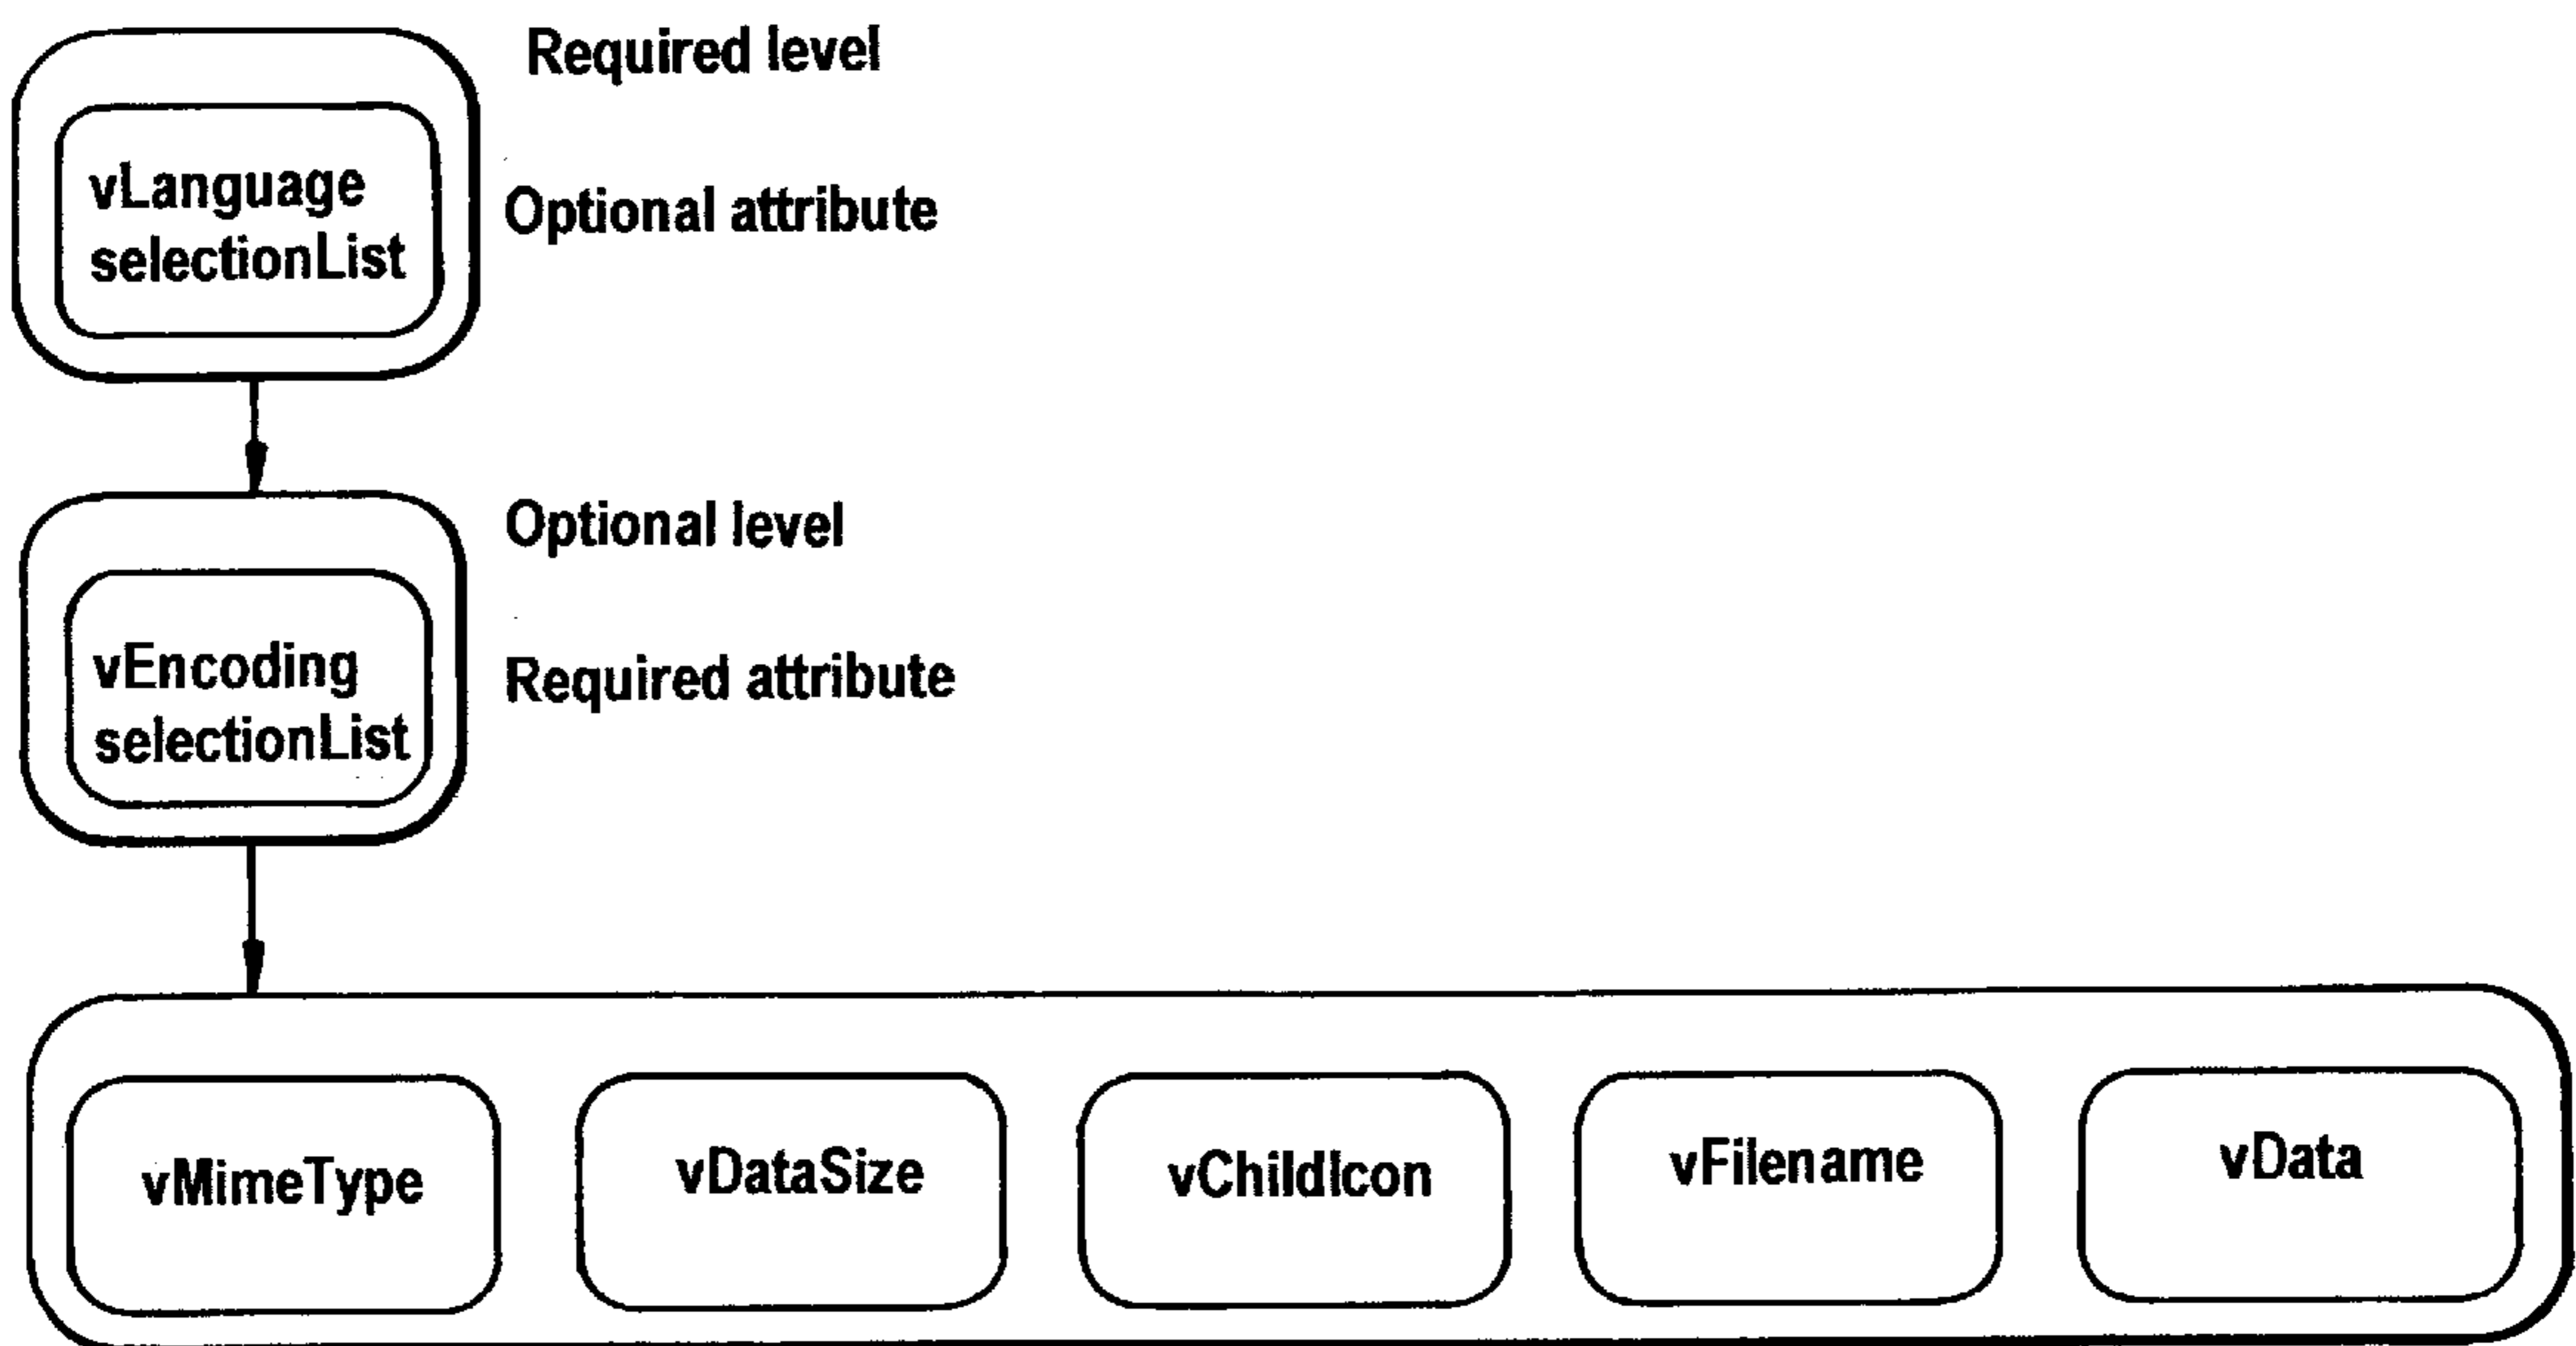 Required level
vLanguage
selectionList
Optional attribute
Optional level
vEncoding
selectionList
Required attribute
vMimeType
vDataSize
vChildIcon
vFilename
vData